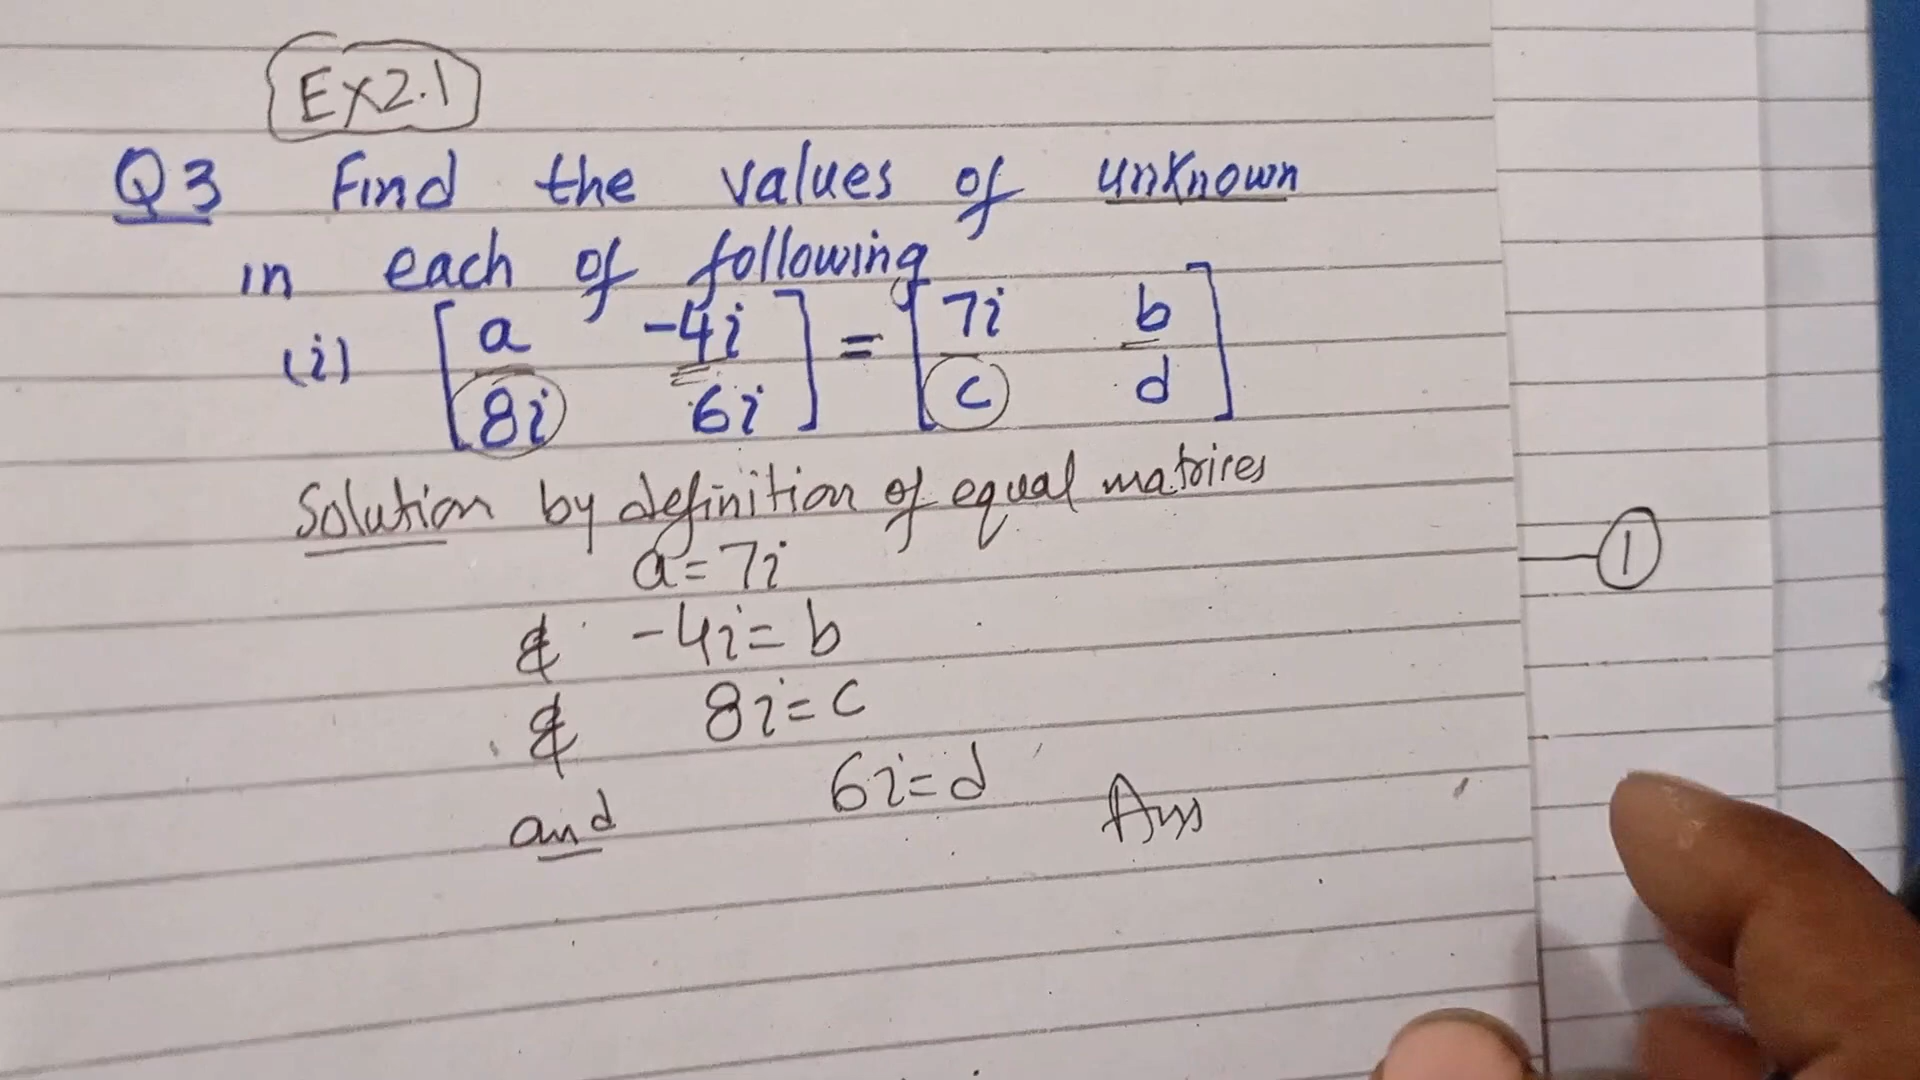 Ex2.1
Q3 Find the values of unknown
in each of following
(i) [a -4i
8i 6i] = [7i b
c d]
Solution by definition of equal matrices
a=7i
& -4i=b
& 8i=c
and 6i=d Ans
1